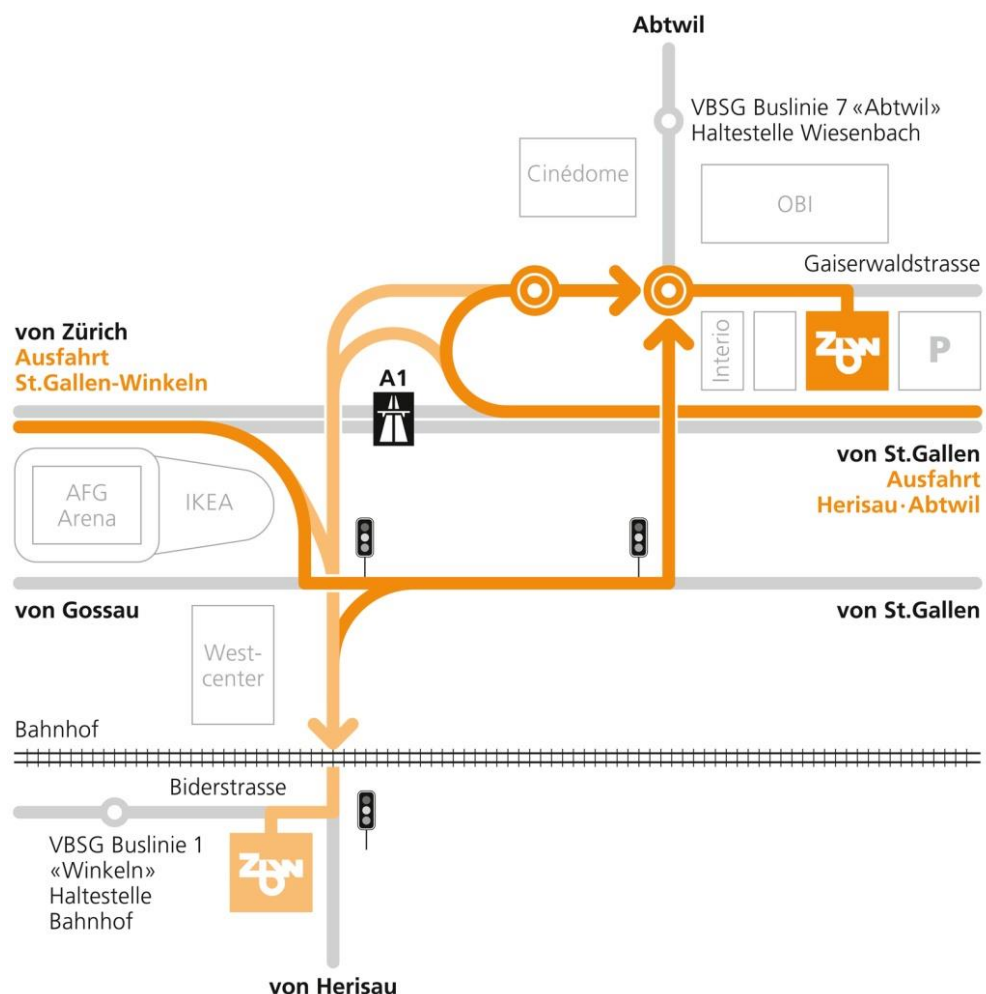 Abtwil
VBSG Buslinie 7 «Abtwil»
Haltestelle Wiesenbach
Cinédome
OBI
Gaiserwaldstrasse
von Zürich
Ausfahrt
St.Gallen-Winkeln
A1
Interio
P
von St.Gallen
Ausfahrt
Herisau·Abtwil
AFG
Arena
IKEA
von Gossau
von St.Gallen
West-
center
Bahnhof
Biderstrasse
VBSG Buslinie 1
«Winkeln»
Haltestelle
Bahnhof
von Herisau